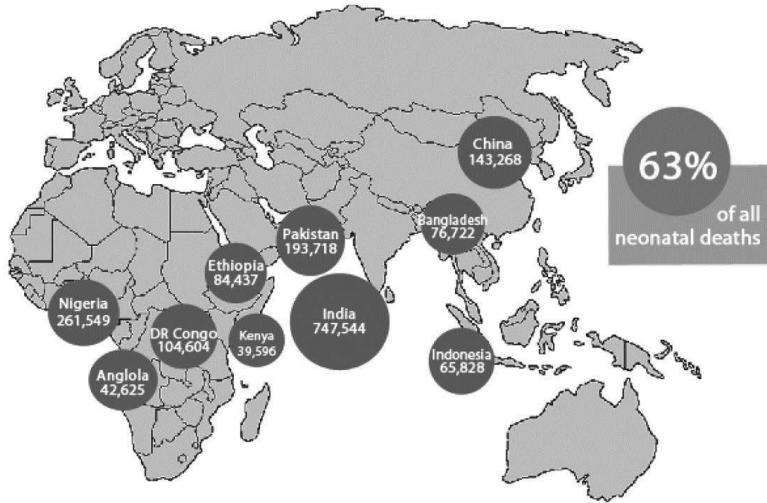 China
143,268
63%
of all
neonatal deaths
Bangladesh
76,722
Pakistan
193,718
Ethiopia
84,437
Nigeria
261,549
India
747,544
DR Congo
104,604
Kenya
39,596
Indonesia
65,828
Anglola
42,625